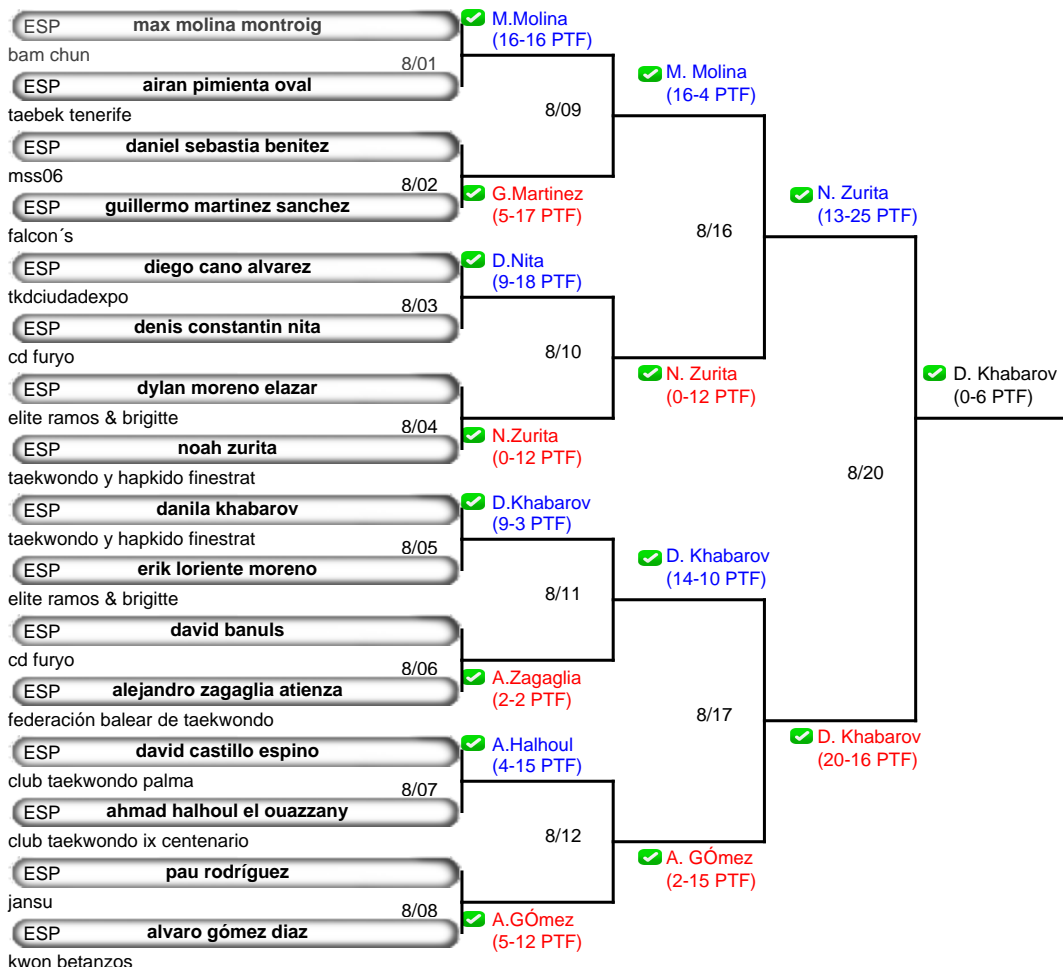 ESP max molina montroig
bam chun
8/01
ESP airan pimienta oval
taebek tenerife
ESP daniel sebastia benitez
mss06
8/02
ESP guillermo martinez sanchez
falcon´s
ESP diego cano alvarez
tkdciudadexpo
8/03
ESP denis constantin nita
cd furyo
ESP dylan moreno elazar
elite ramos & brigitte
8/04
ESP noah zurita
taekwondo y hapkido finestrat
ESP danila khabarov
taekwondo y hapkido finestrat
8/05
ESP erik loriente moreno
elite ramos & brigitte
ESP david banuls
cd furyo
8/06
ESP alejandro zagaglia atienza
federación balear de taekwondo
ESP david castillo espino
club taekwondo palma
8/07
ESP ahmad halhoul el ouazzany
club taekwondo ix centenario
ESP pau rodríguez
jansu
8/08
ESP alvaro gómez diaz
kwon betanzos
M.Molina
(16-16 PTF)
8/09
G.Martinez
(5-17 PTF)
D.Nita
(9-18 PTF)
8/10
N.Zurita
(0-12 PTF)
D.Khabarov
(9-3 PTF)
8/11
A.Zagaglia
(2-2 PTF)
A.Halhoul
(4-15 PTF)
8/12
A.GÓmez
(5-12 PTF)
M. Molina
(16-4 PTF)
8/16
N. Zurita
(0-12 PTF)
D. Khabarov
(14-10 PTF)
8/17
A. GÓmez
(2-15 PTF)
N. Zurita
(13-25 PTF)
8/20
D. Khabarov
(20-16 PTF)
D. Khabarov
(0-6 PTF)